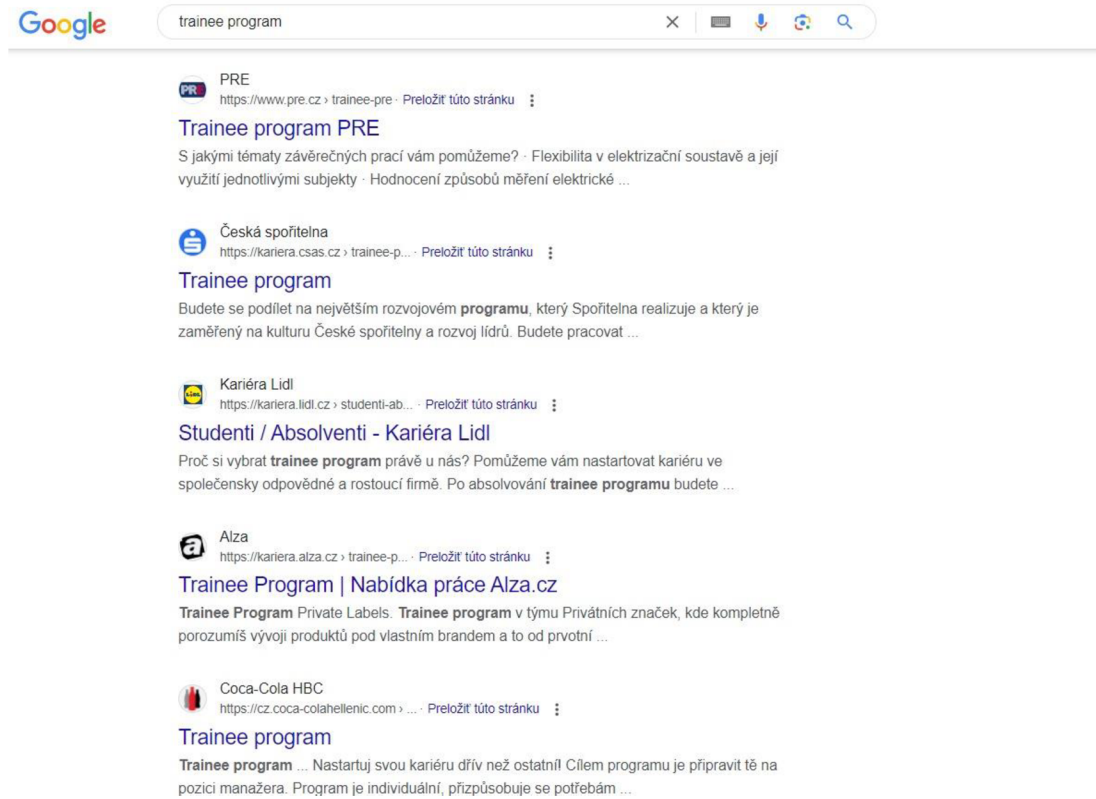 Google
trainee program
PRE
PRE
https://www.pre.cz › trainee-pre · Preložiť túto stránku
Trainee program PRE
S jakými tématy závěrečných prací vám pomůžeme? · Flexibilita v elektrizační soustavě a její
využití jednotlivými subjekty · Hodnocení způsobů měření elektrické ...
Česká spořitelna
https://kariera.csas.cz › trainee-p... · Preložiť túto stránku
Trainee program
Budete se podílet na největším rozvojovém programu, který Spořitelna realizuje a který je
zaměřený na kulturu České spořitelny a rozvoj lídrů. Budete pracovat ...
Kariéra Lidl
LIDL
https://kariera.lidl.cz › studenti-ab... · Preložiť túto stránku
Studenti / Absolventi - Kariéra Lidl
Proč si vybrat trainee program právě u nás? Pomůžeme vám nastartovat kariéru ve
společensky odpovědné a rostoucí firmě. Po absolvování trainee programu budete ...
Alza
a
https://kariera.alza.cz › trainee-p... · Preložiť túto stránku
Trainee Program | Nabídka práce Alza.cz
Trainee Program Private Labels. Trainee program v týmu Privátních značek, kde kompletně
porozumíš vývoji produktů pod vlastním brandem a to od prvotní ...
Coca-Cola HBC
https://cz.coca-colahellenic.com › ... · Preložiť túto stránku
Trainee program
Trainee program ... Nastartuj svou kariéru dřív než ostatní! Cílem programu je připravit tě na
pozici manažera. Program je individuální, přizpůsobuje se potřebám ...